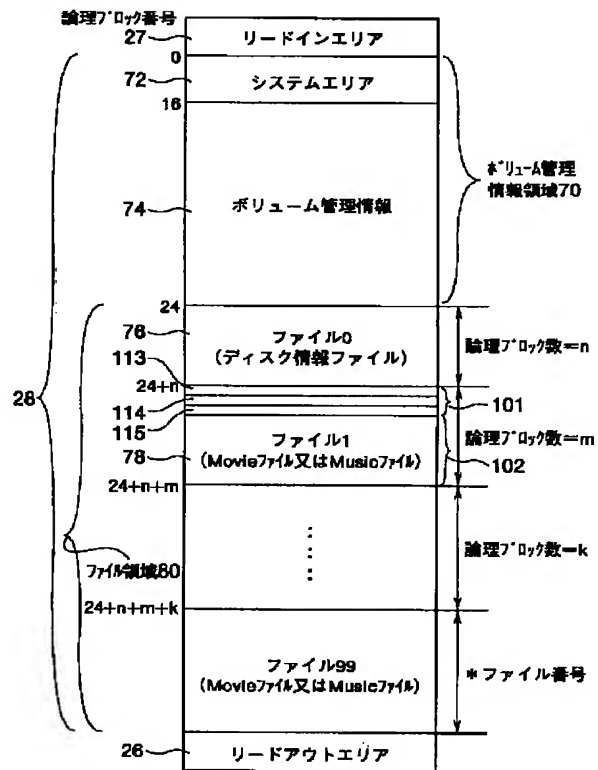 論理ブロック番号
27
リードインエリア
0
72
システムエリア
16
ボリューム管理
情報領域70
74
ボリューム管理情報
24
76
ファイル0
(ディスク情報ファイル)
論理ブロック数=n
113
24+n
28
114
101
115
論理ブロック数=m
78
ファイル1
(Movieファイル又はMusicファイル)
102
24+n+m
論理ブロック数=k
ファイル領域80
24+n+m+k
ファイル99
(Movieファイル又はMusicファイル)
*ファイル番号
26
リードアウトエリア